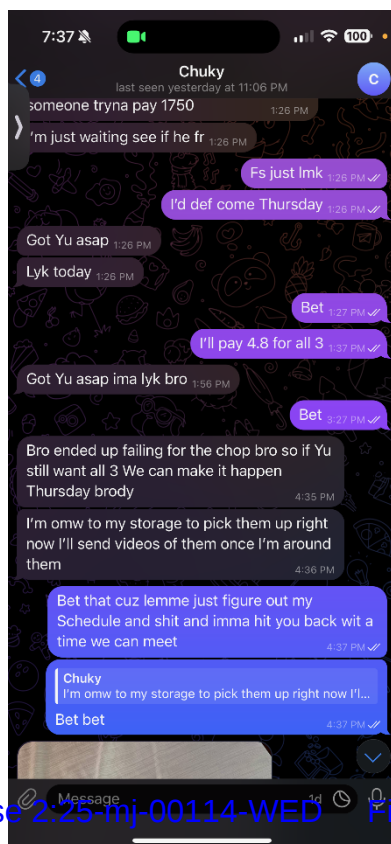 7:37
100
4
Chuky
last seen yesterday at 11:06 PM
C
someone tryna pay 1750
1:26 PM
I'm just waiting see if he fr 1:26 PM
Fs just lmk 1:26 PM
I'd def come Thursday 1:26 PM
Got Yu asap 1:26 PM
Lyk today 1:26 PM
Bet 1:27 PM
I'll pay 4.8 for all 3 1:37 PM
Got Yu asap ima lyk bro 1:56 PM
Bet 3:27 PM
Bro ended up failing for the chop bro so if Yu
still want all 3 We can make it happen
Thursday brody
4:35 PM
I'm omw to my storage to pick them up right
now I'll send videos of them once I'm around
them
4:36 PM
Bet that cuz lemme just figure out my
Schedule and shit and imma hit you back wit a
time we can meet
4:37 PM
Chuky
I'm omw to my storage to pick them up right now I'l...
Bet bet
4:37 PM
Message
1d
se 2:25-mj-00114-WED